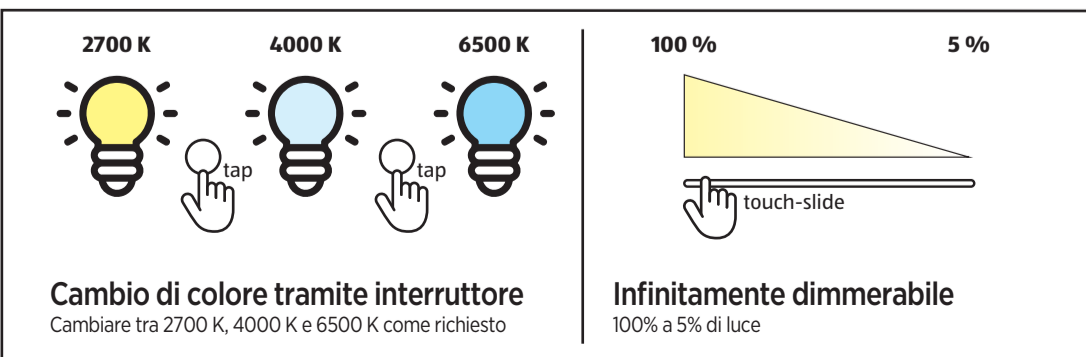 2700 K 4000 K 6500 K
tap tap
Cambio di colore tramite interruttore
Cambiare tra 2700 K, 4000 K e 6500 K come richiesto
100 % 5 %
touch-slide
Infinitamente dimmerabile
100% a 5% di luce